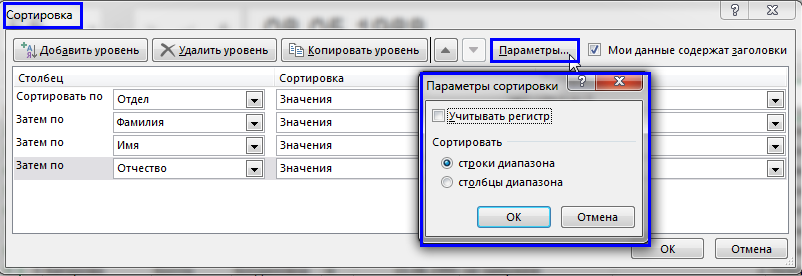 Сортировка
Добавить уровень Удалить уровень Копировать уровень Параметры... Мои данные содержат заголовки
Столбец Сортировка
Сортировать по Отдел Значения
Затем по Фамилия Значения
Затем по Имя Значения
Затем по Отчество Значения
Параметры сортировки
Учитывать регистр
Сортировать
строки диапазона
столбцы диапазона
ОК Отмена
ОК Отмена